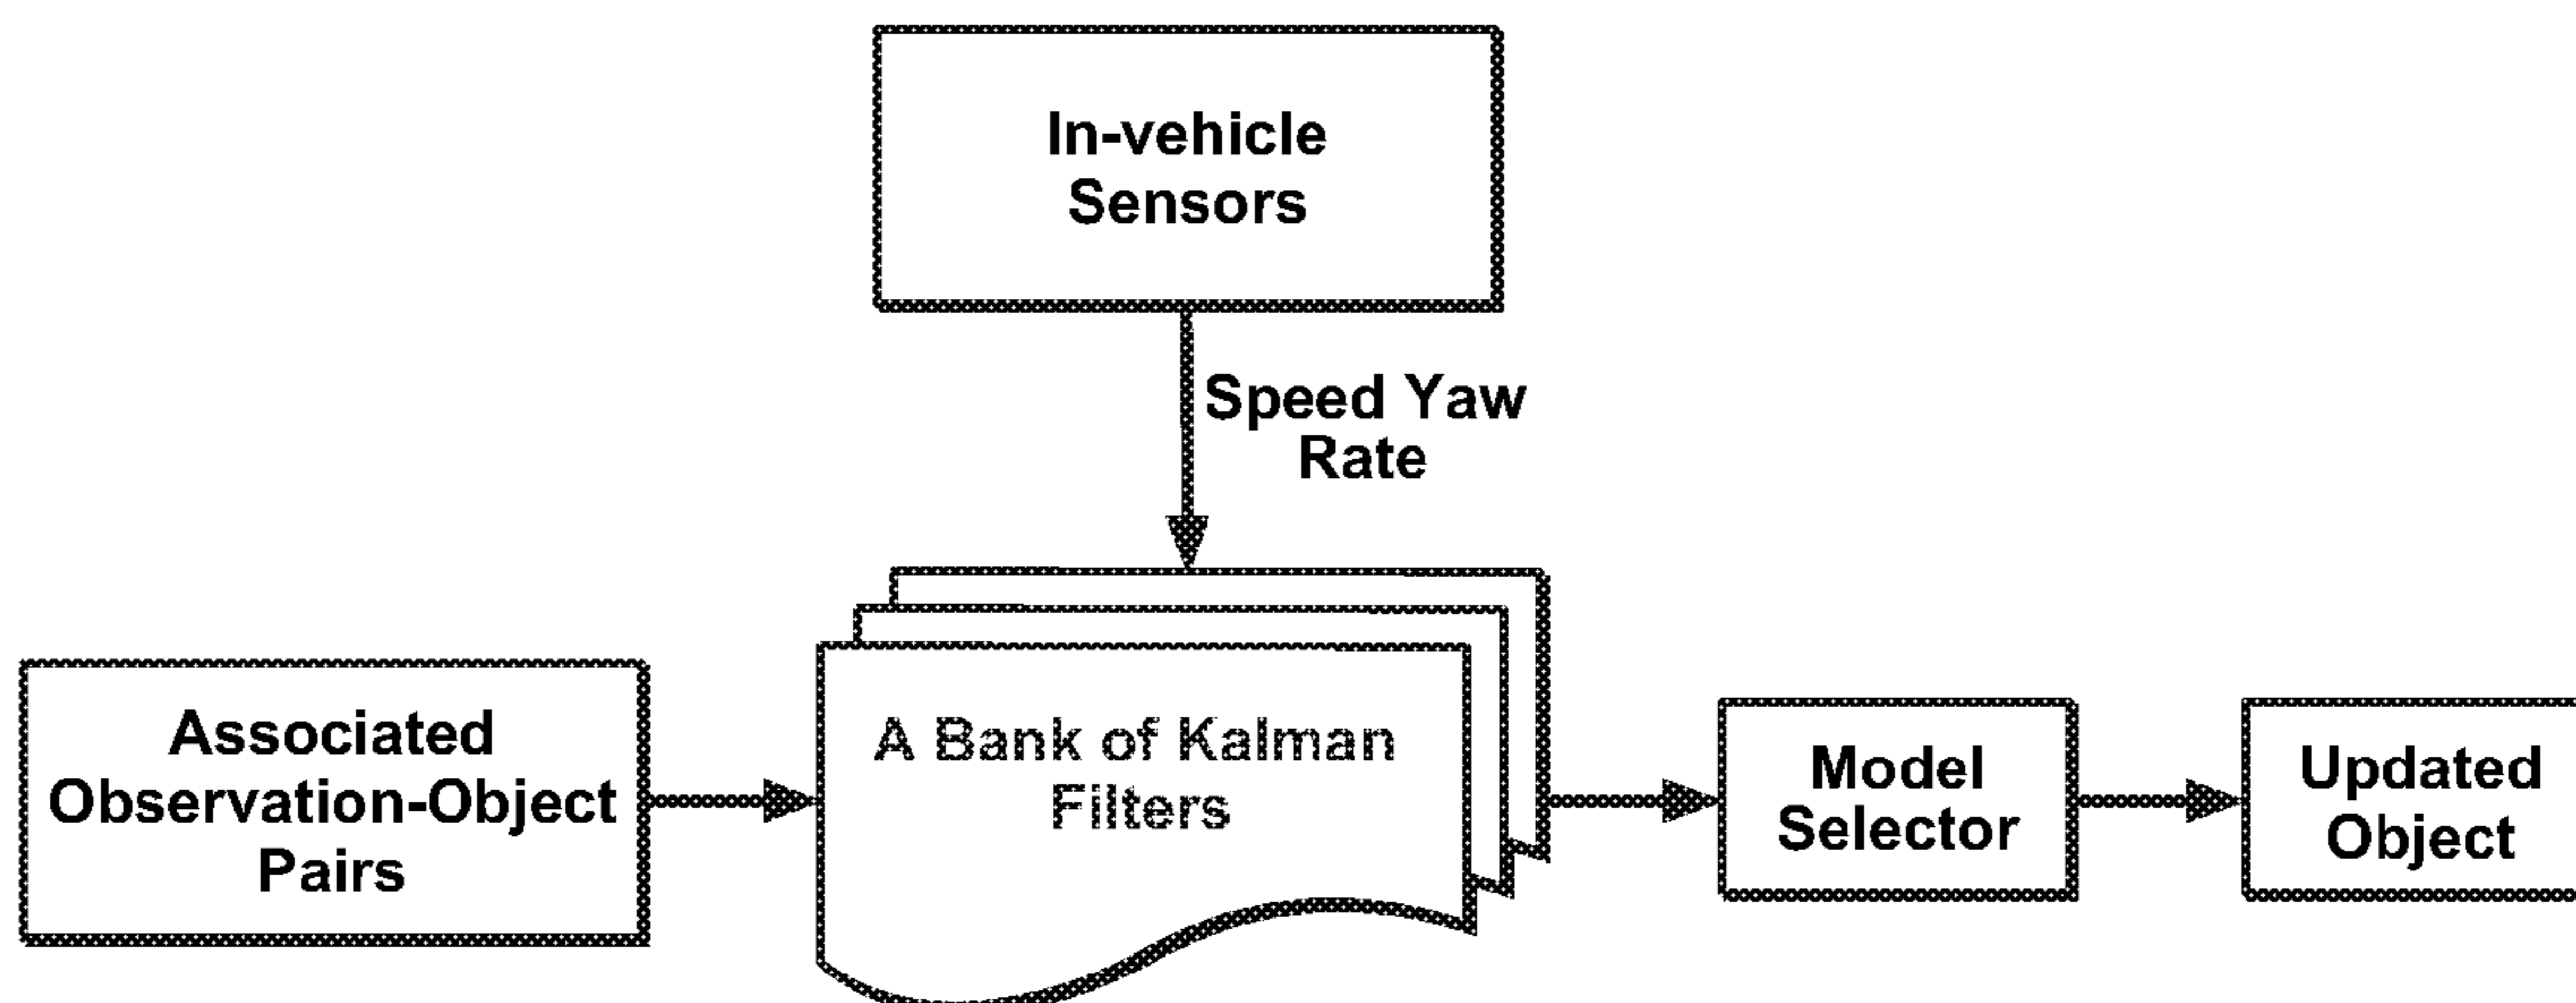 In-vehicle
Sensors
Speed Yaw
Rate
Associated
Observation-Object
Pairs
A Bank of Kalman
Filters
Model
Selector
Updated
Object